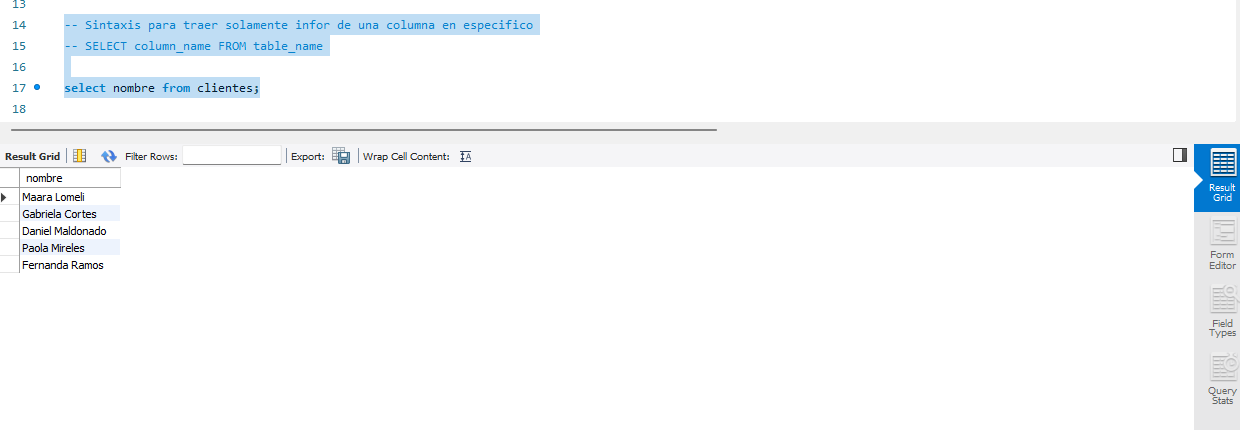 13
14 -- Sintaxis para traer solamente infor de una columna en especifico
15 -- SELECT column_name FROM table_name
16
17 select nombre from clientes;
18
Result Grid Filter Rows: Export: Wrap Cell Content:
nombre
Maara Lomeli
Gabriela Cortes
Daniel Maldonado
Paola Mireles
Fernanda Ramos
Result
Grid
Form
Editor
Field
Types
Query
Stats